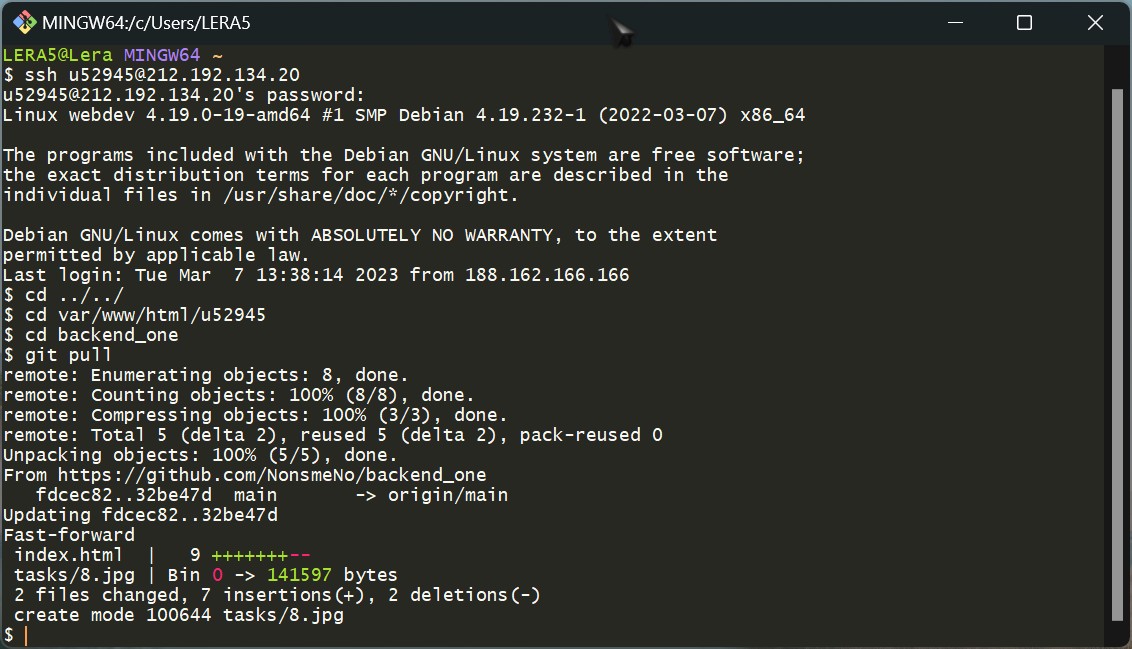 MINGW64:/c/Users/LERA5
LERA5@Lera MINGW64 ~
$ ssh u52945@212.192.134.20
u52945@212.192.134.20's password:
Linux webdev 4.19.0-19-amd64 #1 SMP Debian 4.19.232-1 (2022-03-07) x86_64
The programs included with the Debian GNU/Linux system are free software;
the exact distribution terms for each program are described in the
individual files in /usr/share/doc/*/copyright.
Debian GNU/Linux comes with ABSOLUTELY NO WARRANTY, to the extent
permitted by applicable law.
Last login: Tue Mar  7 13:38:14 2023 from 188.162.166.166
$ cd ../../
$ cd var/www/html/u52945
$ cd backend_one
$ git pull
remote: Enumerating objects: 8, done.
remote: Counting objects: 100% (8/8), done.
remote: Compressing objects: 100% (3/3), done.
remote: Total 5 (delta 2), reused 5 (delta 2), pack-reused 0
Unpacking objects: 100% (5/5), done.
From https://github.com/NonsmeNo/backend_one
   fdcec82..32be47d  main       -> origin/main
Updating fdcec82..32be47d
Fast-forward
 index.html  |   9 +++++++--
 tasks/8.jpg | Bin 0 -> 141597 bytes
 2 files changed, 7 insertions(+), 2 deletions(-)
 create mode 100644 tasks/8.jpg
$